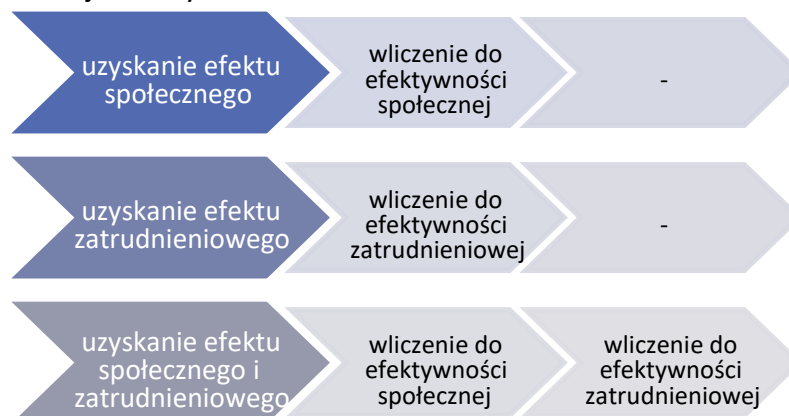 uzyskanie efektu
społecznego
wliczenie do
efektywności
społecznej
-
uzyskanie efektu
zatrudnieniowego
wliczenie do
efektywności
zatrudnieniowej
-
uzyskanie efektu
społecznego i
zatrudnieniowego
wliczenie do
efektywności
społecznej
wliczenie do
efektywności
zatrudnieniowej